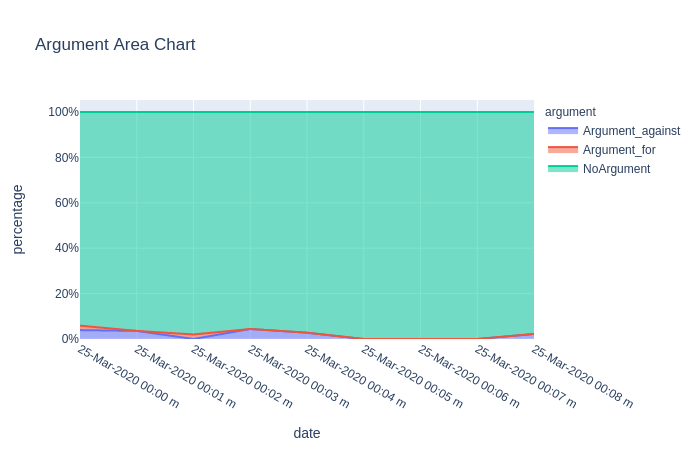 Argument Area Chart
argument
Argument_against
Argument_for
NoArgument
percentage
100%
80%
60%
40%
20%
0%
25-Mar-2020 00:00 m
25-Mar-2020 00:01 m
25-Mar-2020 00:02 m
25-Mar-2020 00:03 m
25-Mar-2020 00:04 m
25-Mar-2020 00:05 m
25-Mar-2020 00:06 m
25-Mar-2020 00:07 m
25-Mar-2020 00:08 m
date